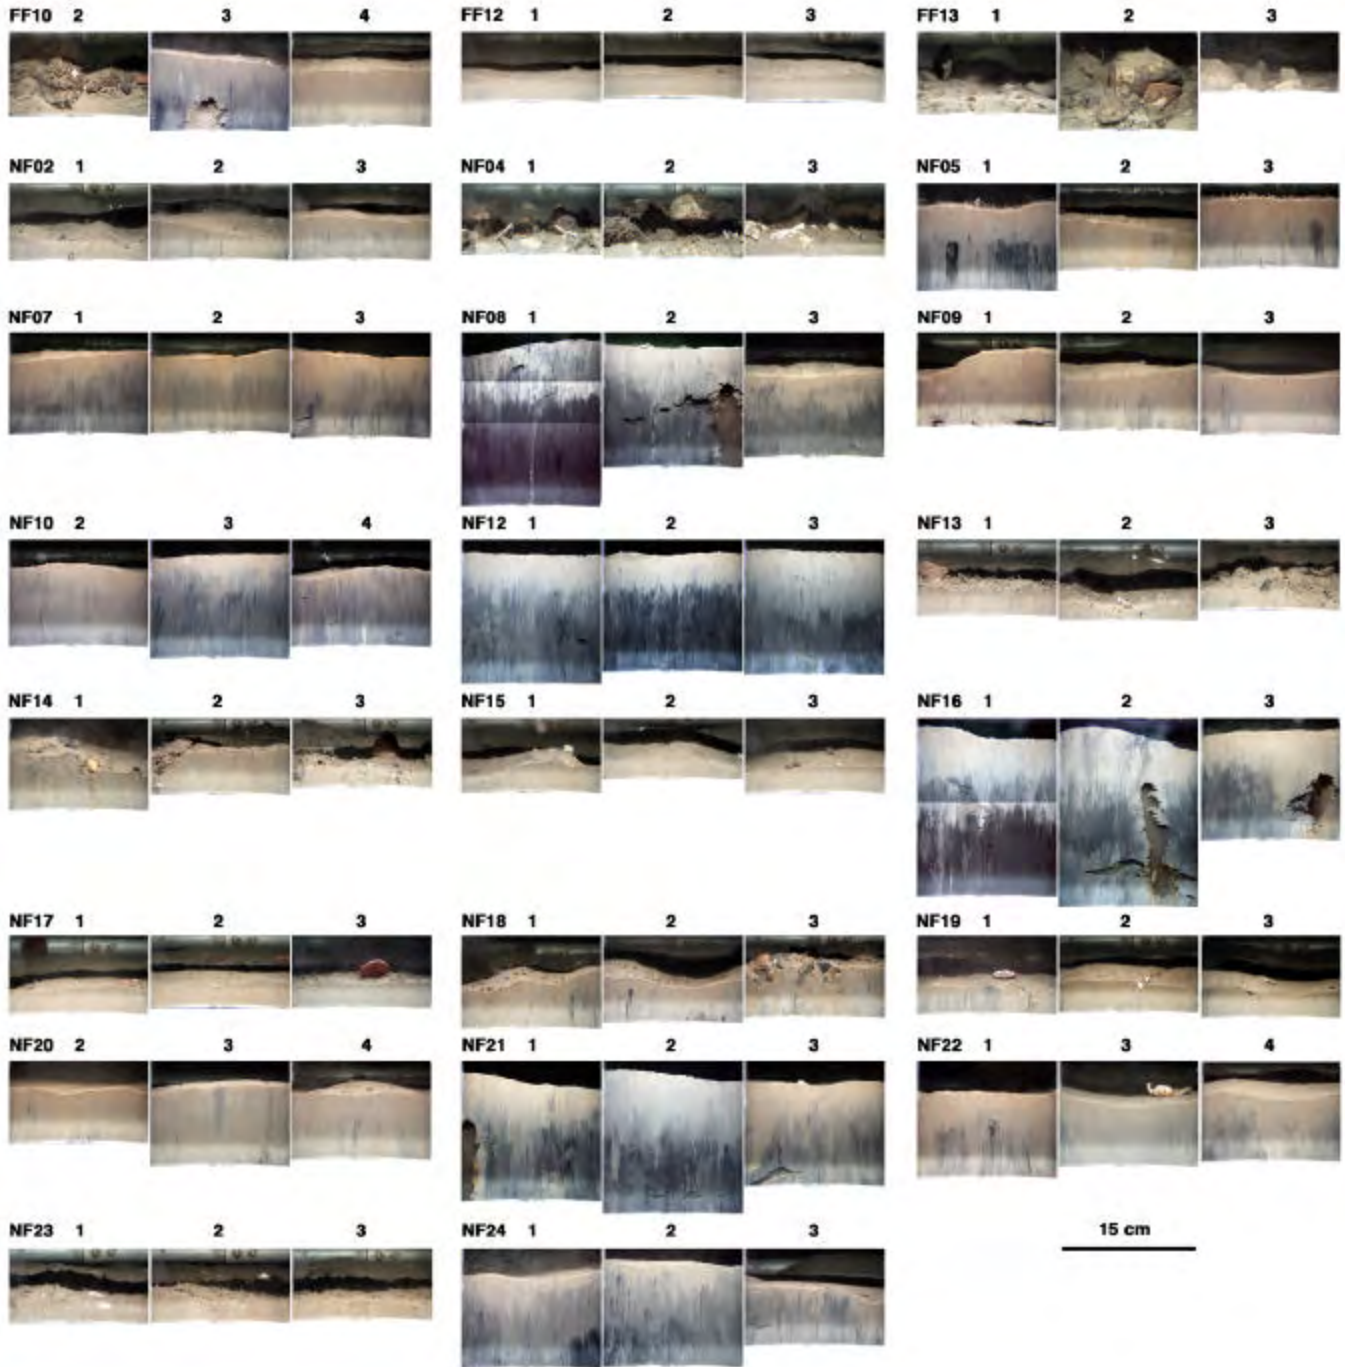 FF10 2 3 4 FF12 1 2 3 FF13 1 2 3
NF02 1 2 3 NF04 1 2 3 NF05 1 2 3
NF07 1 2 3 NF08 1 2 3 NF09 1 2 3
NF10 2 3 4 NF12 1 2 3 NF13 1 2 3
NF14 1 2 3 NF15 1 2 3 NF16 1 2 3
NF17 1 2 3 NF18 1 2 3 NF19 1 2 3
NF20 2 3 4 NF21 1 2 3 NF22 1 3 4
NF23 1 2 3 NF24 1 2 3
15 cm